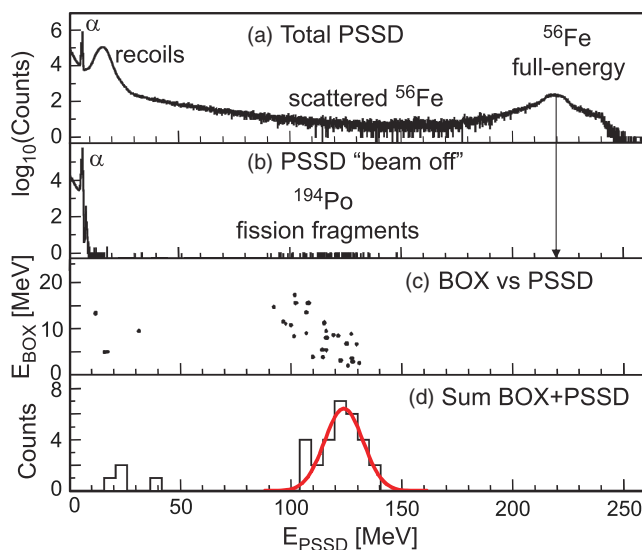 6
4
2
0
α
recoils
(a) Total PSSD
scattered ⁵⁶Fe
⁵⁶Fe
full-energy
log₁₀(Counts)
4
2
0
α
(b) PSSD “beam off”
¹⁹⁴Po
fission fragments
20
10
0
E_BOX [MeV]
(c) BOX vs PSSD
8
4
0
Counts
(d) Sum BOX+PSSD
0 50 100 150 200 250
E_PSSD [MeV]